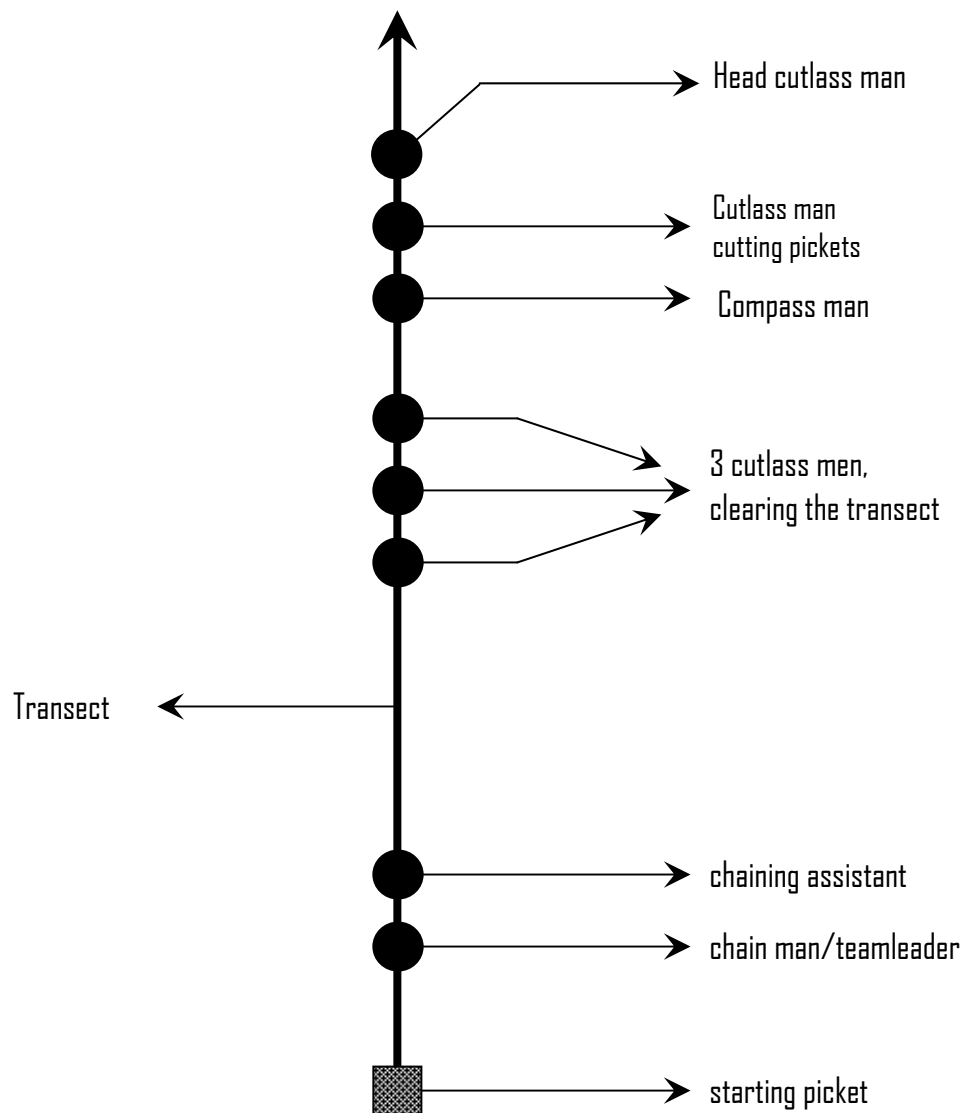 Head cutlass man
Cutlass man
cutting pickets
Compass man
3 cutlass men,
clearing the transect
Transect
chaining assistant
chain man/teamleader
starting picket